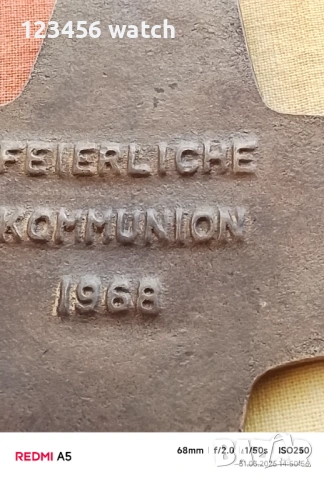 123456 watch
FEIERLICHE
KOMMUNION
1968
REDMI A5
68mm | f/2.0 | 1/50s | ISO250